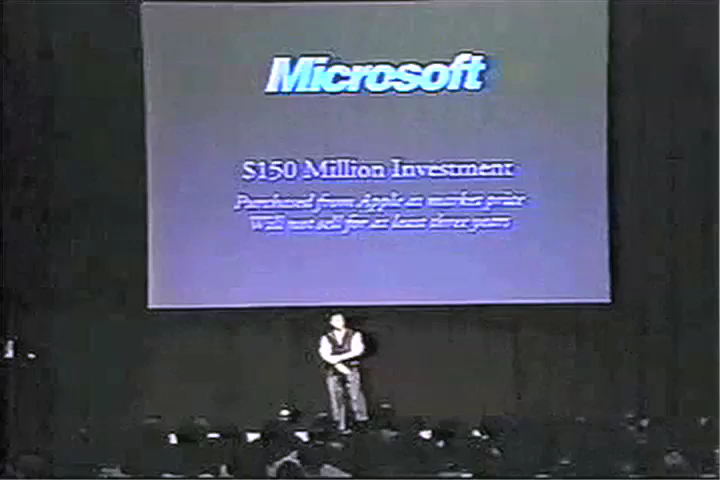 Microsoft
$150 Million Investment
Purchased from Apple at market price
Will not sell for at least three years